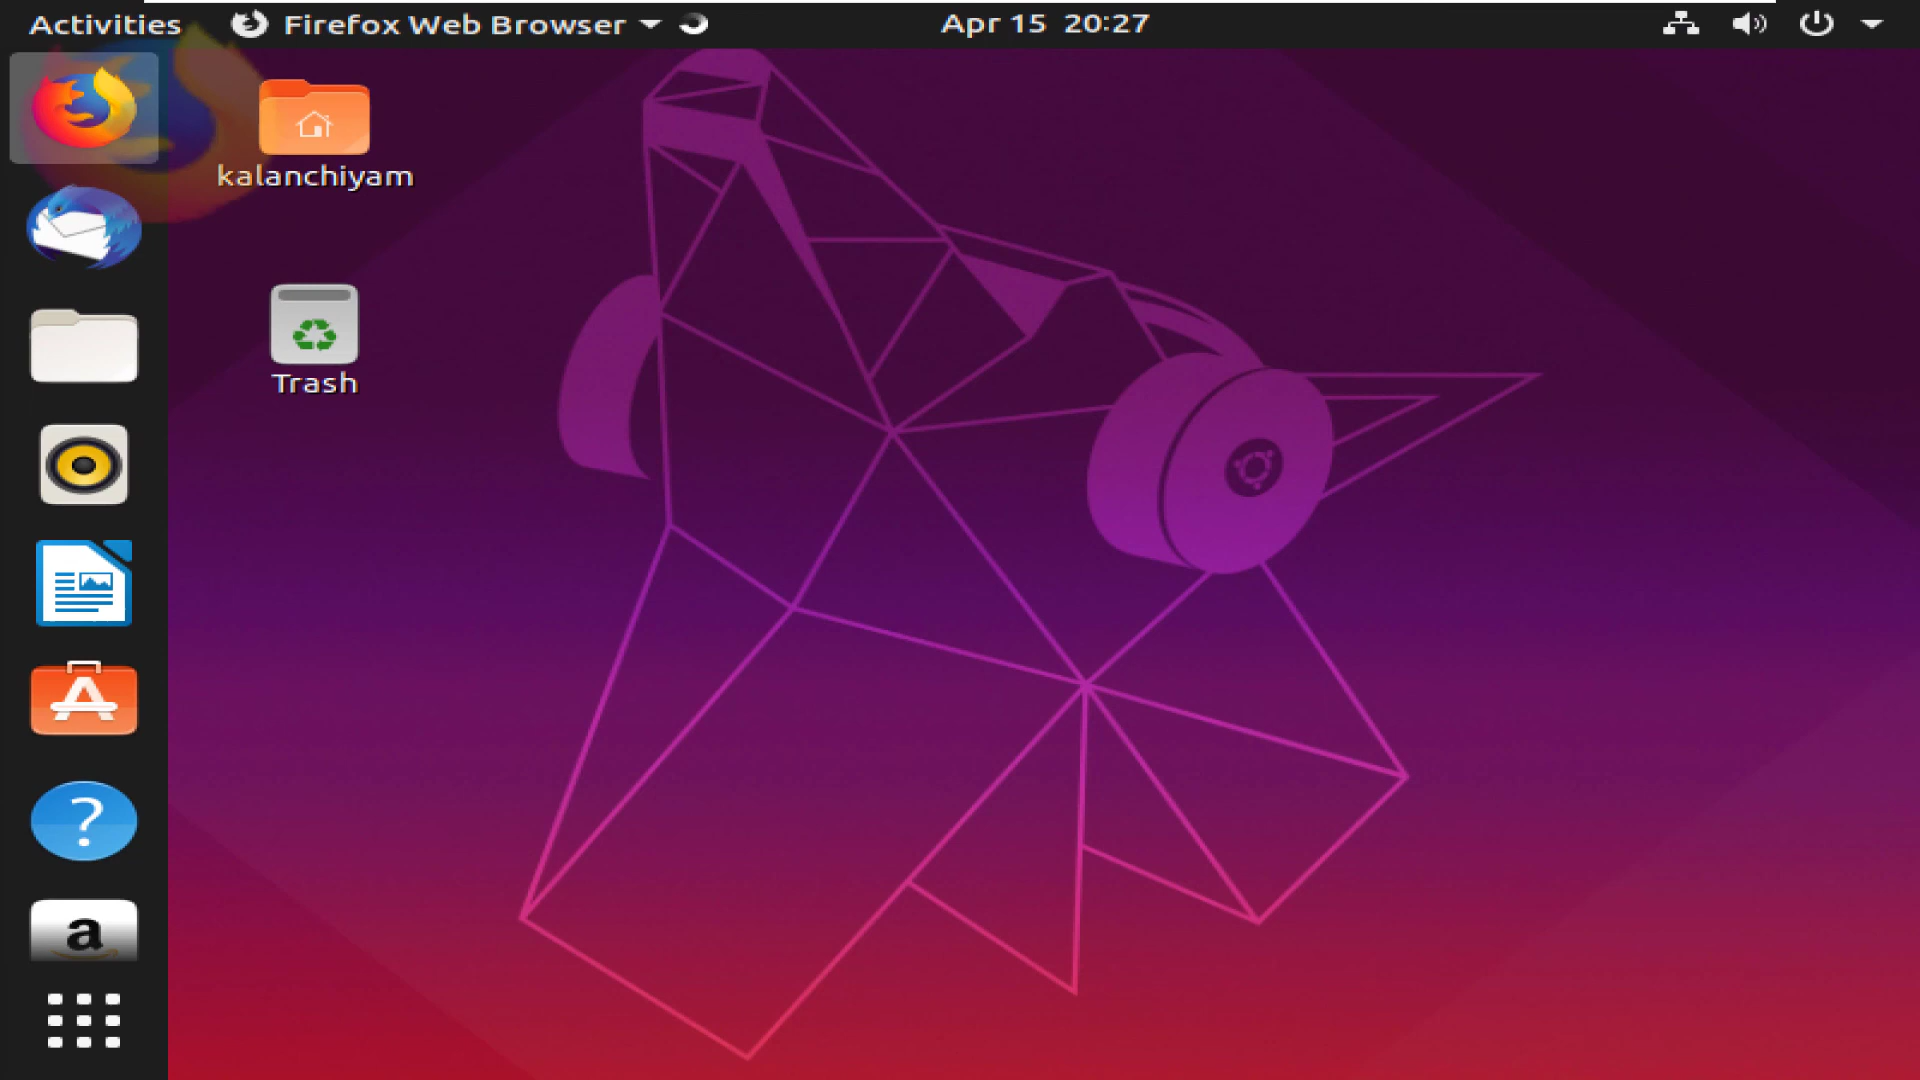 Activities
Firefox Web Browser
Apr 15 20:27
kalanchiyam
Trash
A
?
a